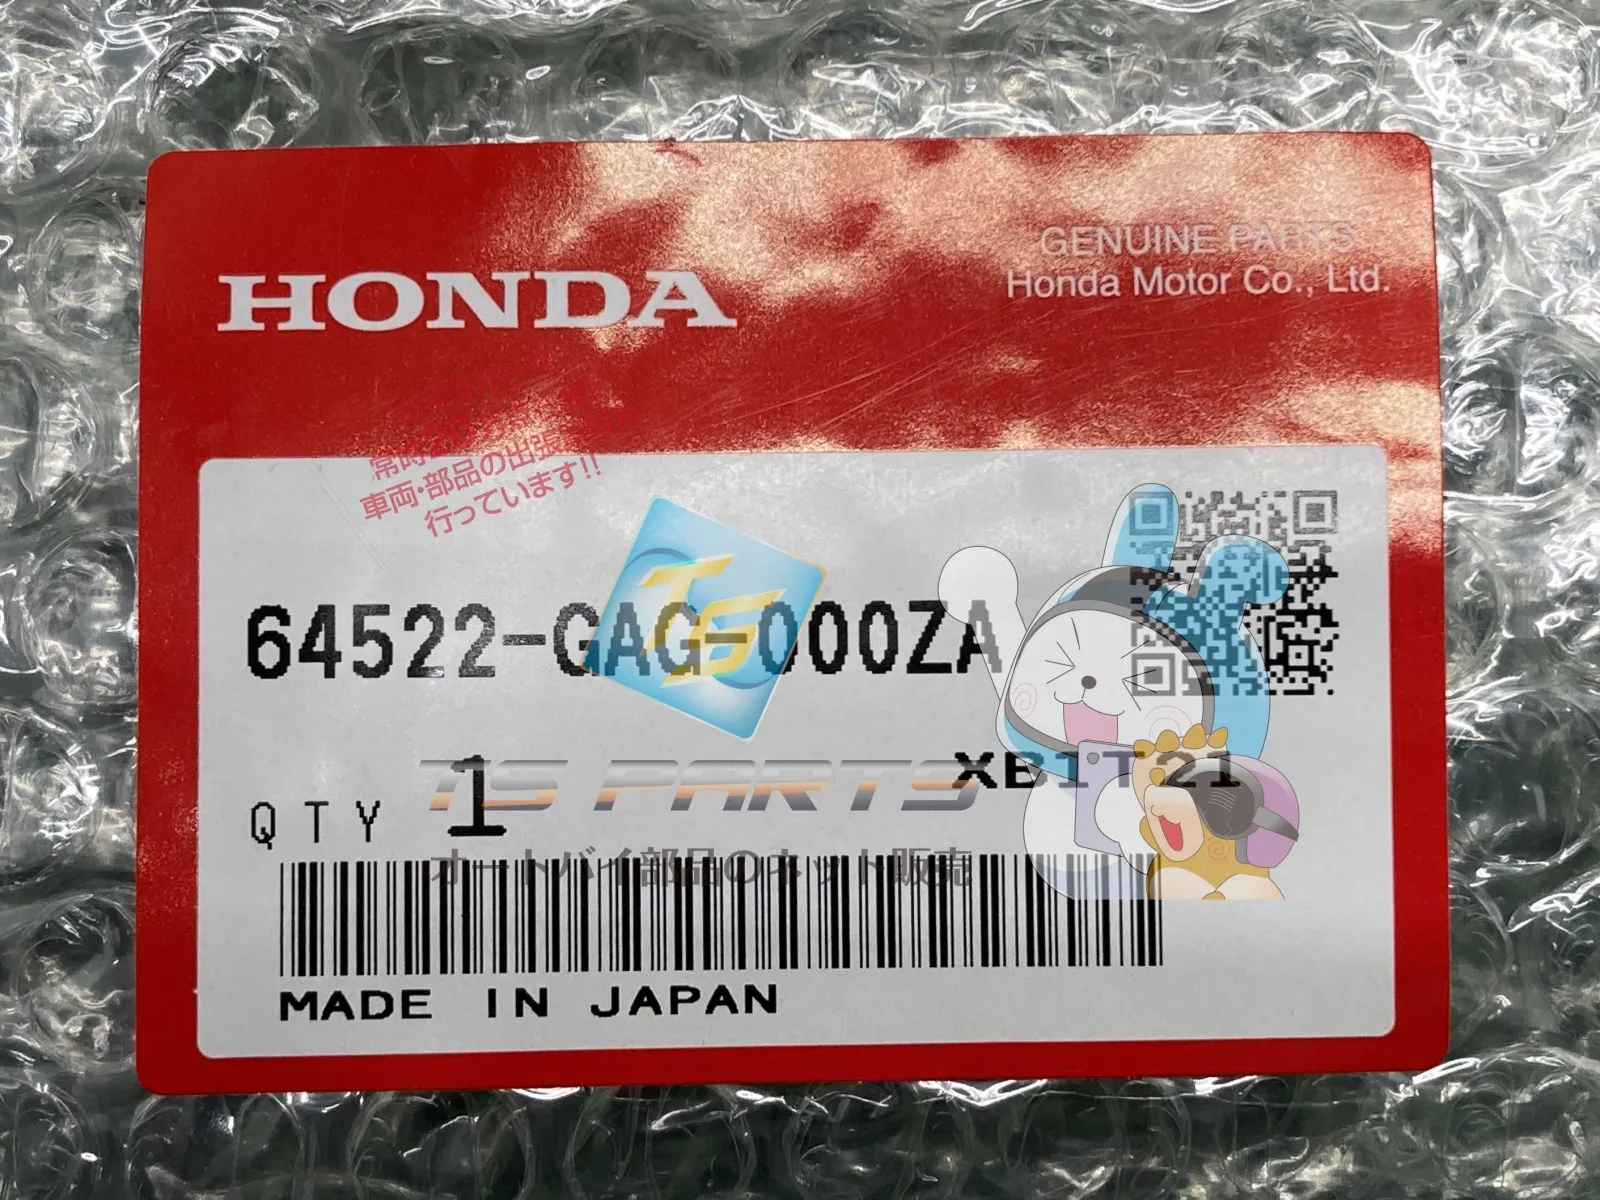 HONDA
GENUINE PARTS
Honda Motor Co., Ltd.
車両・部品の出張
行っています!!
TS
64522-GAG-000ZA
TS PARTS
XB1T21
QTY 1
オートバイ部品のネット販売
MADE IN JAPAN